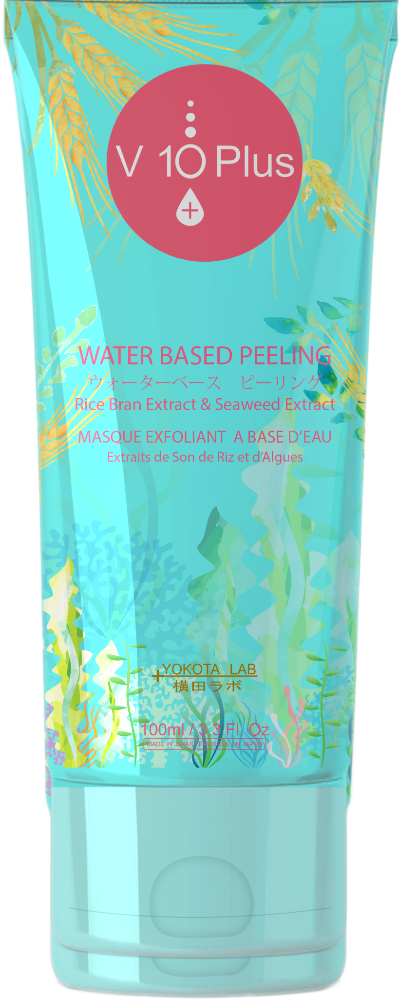 V 10 Plus
WATER BASED PEELING
ウォーターベース　ピーリング
Rice Bran Extract & Seaweed Extract
MASQUE EXFOLIANT A BASE D’EAU
Extraits de Son de Riz et d’Algues
+YOKOTA LAB
横田ラボ
100ml / 3.3 Fl. Oz
MADE IN JAPAN / FABRIQUÉ EN JAPON